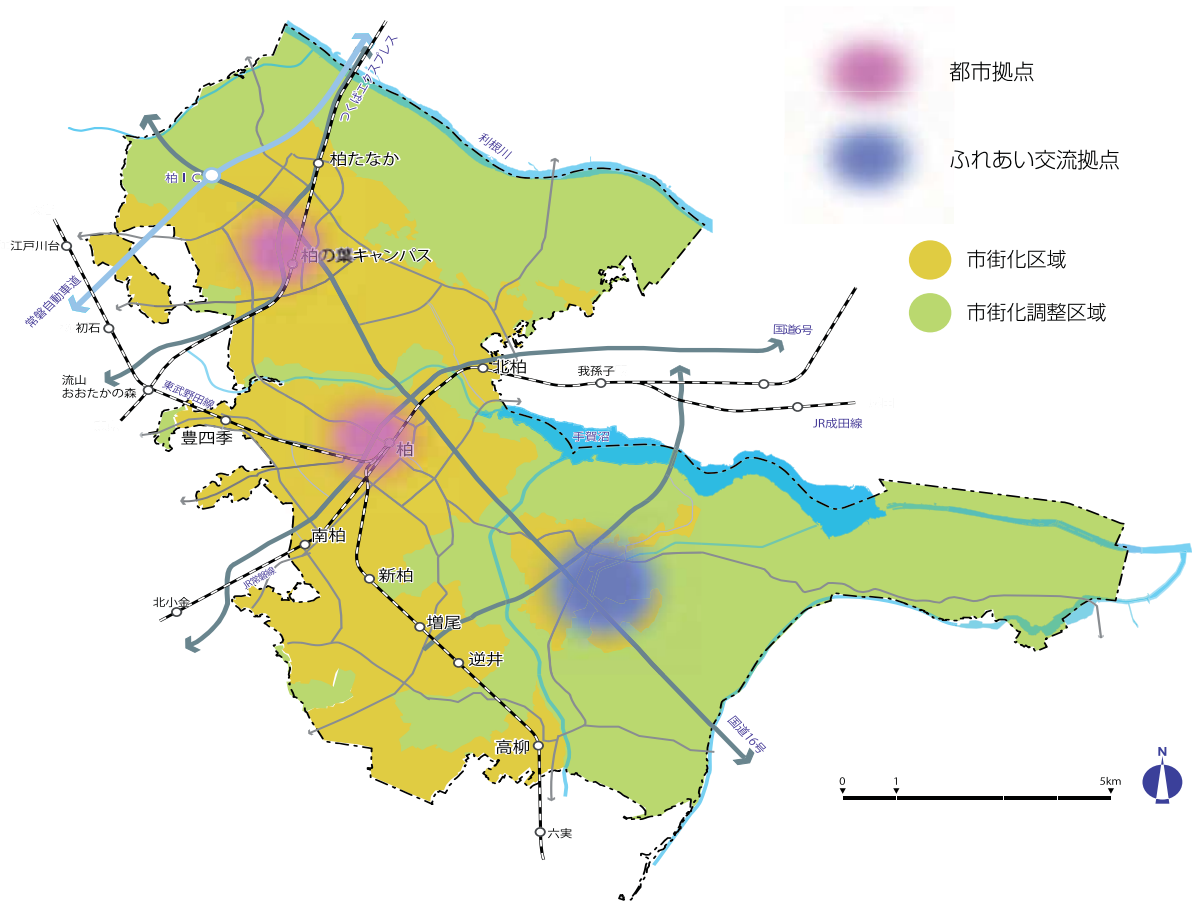 都市拠点
ふれあい交流拠点
市街化区域
市街化調整区域
つくばエクスプレス
利根川
柏たなか
柏IC
柏の葉キャンパス
江戸川台
常磐自動車道
初石
国道6号
北柏
我孫子
流山
おおたかの森
東武野田線
JR成田線
豊四季
手賀沼
柏
南柏
JR常磐線
新柏
北小金
増尾
逆井
国道16号
高柳
六実
N
0
1
5km